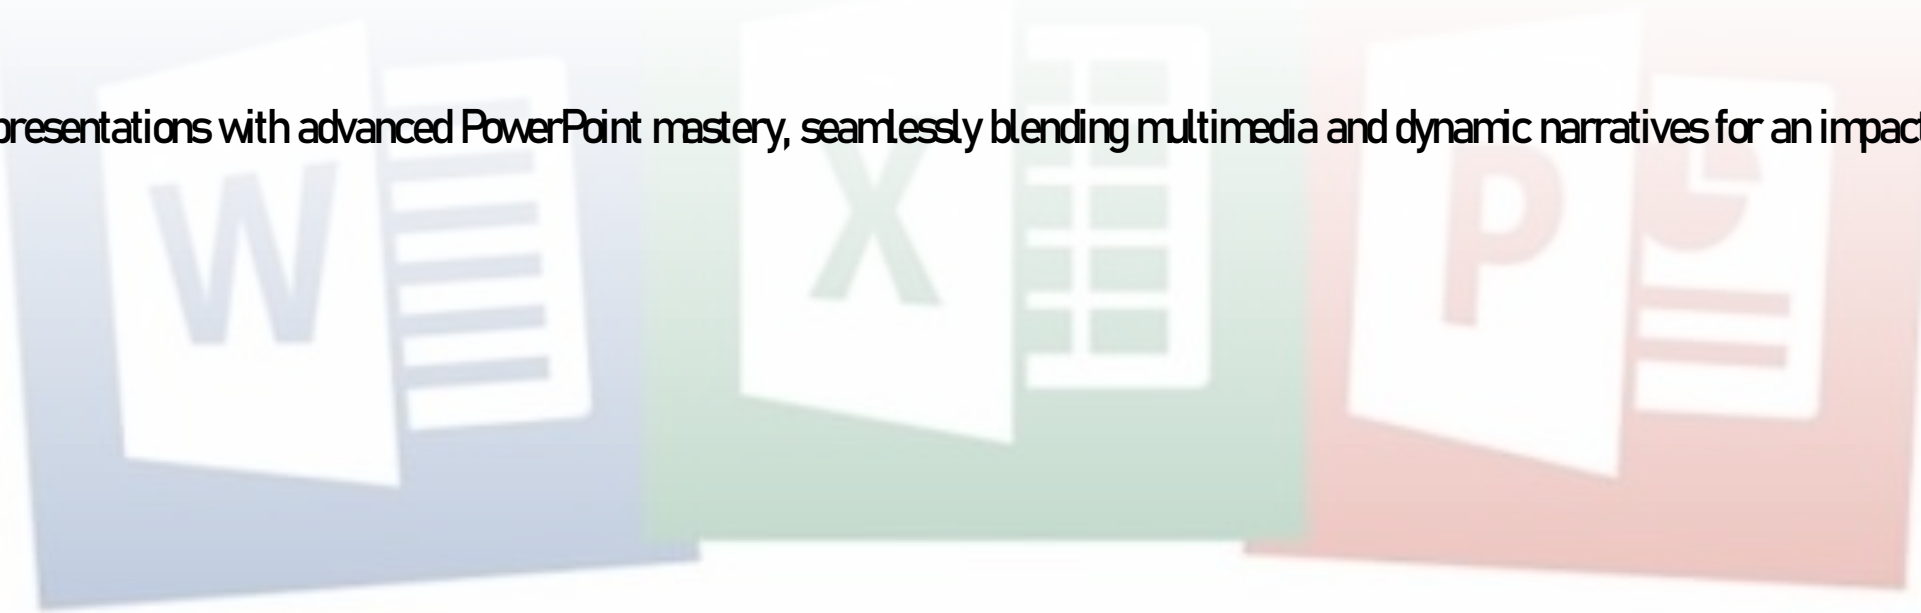 presentations with advanced PowerPoint mastery, seamlessly blending multimedia and dynamic narratives for an impact
W X P